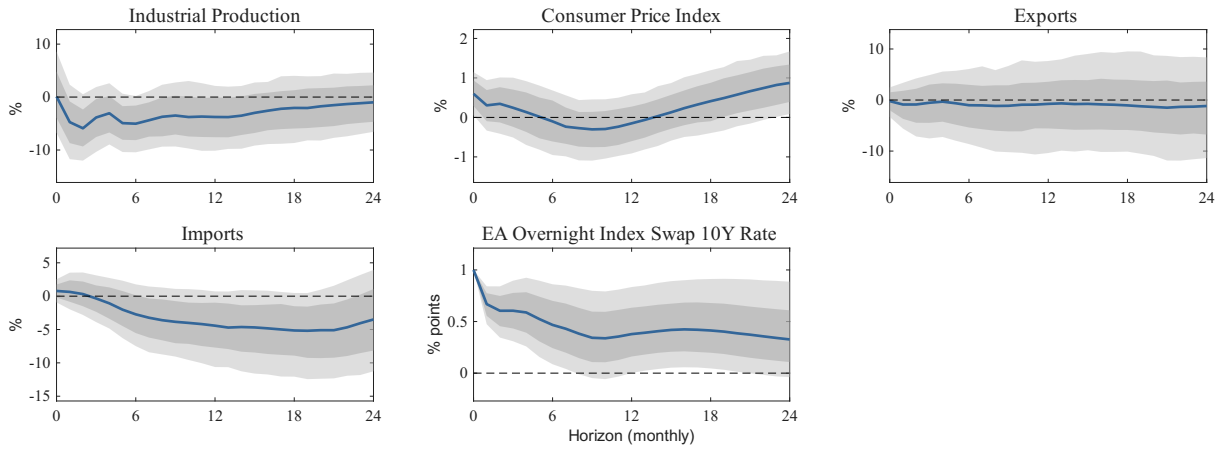 Industrial Production
10
0
-10
%
0 6 12 18 24
Consumer Price Index
2
1
0
-1
%
0 6 12 18 24
Exports
10
0
-10
%
0 6 12 18 24
Imports
5
0
-5
-10
-15
%
0 6 12 18 24
EA Overnight Index Swap 10Y Rate
1
0.5
0
% points
0 6 12 18 24
Horizon (monthly)